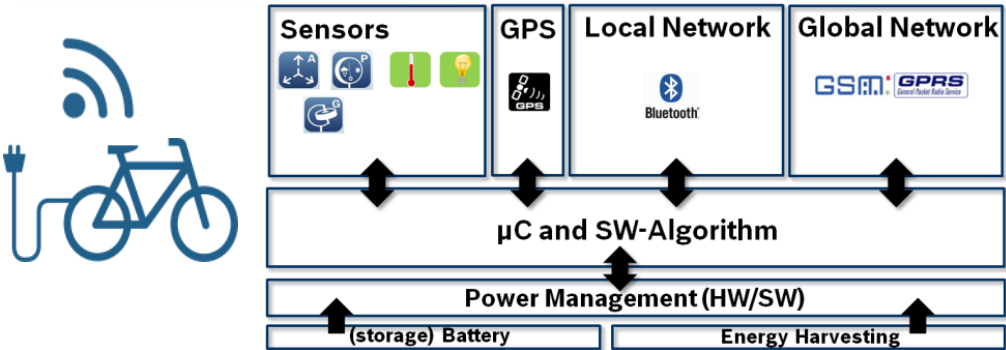 Sensors
GPS
Local Network
Global Network
A
P
G
GPS
Bluetooth
GSM
GPRS
General Packet Radio Service
µC and SW-Algorithm
Power Management (HW/SW)
(storage) Battery
Energy Harvesting